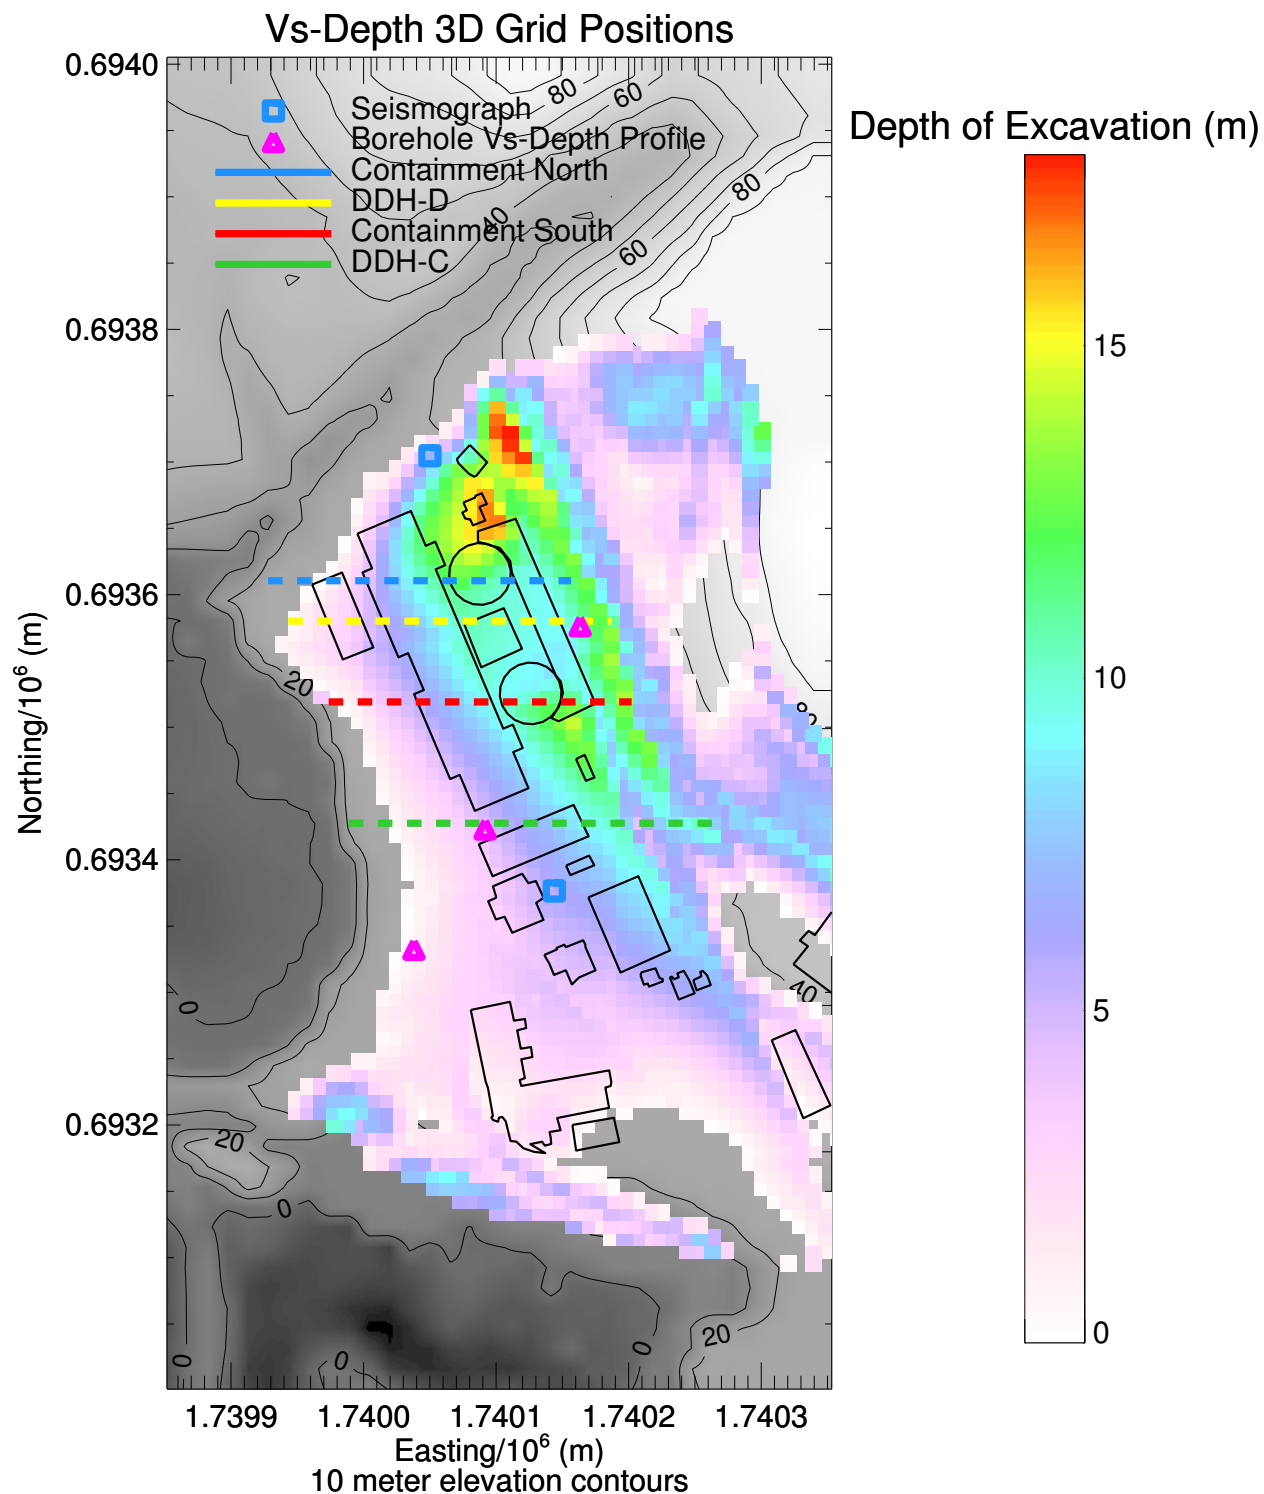 Vs-Depth 3D Grid Positions
0.6940
80
60
Seismograph
Borehole Vs-Depth Profile
Containment North
80
DDH-D
40
Containment South
60
DDH-C
Depth of Excavation (m)
0.6938
15
0.6936
20
10
80
Northing/10⁶ (m)
0.6934
40
0
5
0.6932
20
0
20
0
0
0
0
1.7399
1.7400
1.7401
1.7402
1.7403
Easting/10⁶ (m)
10 meter elevation contours